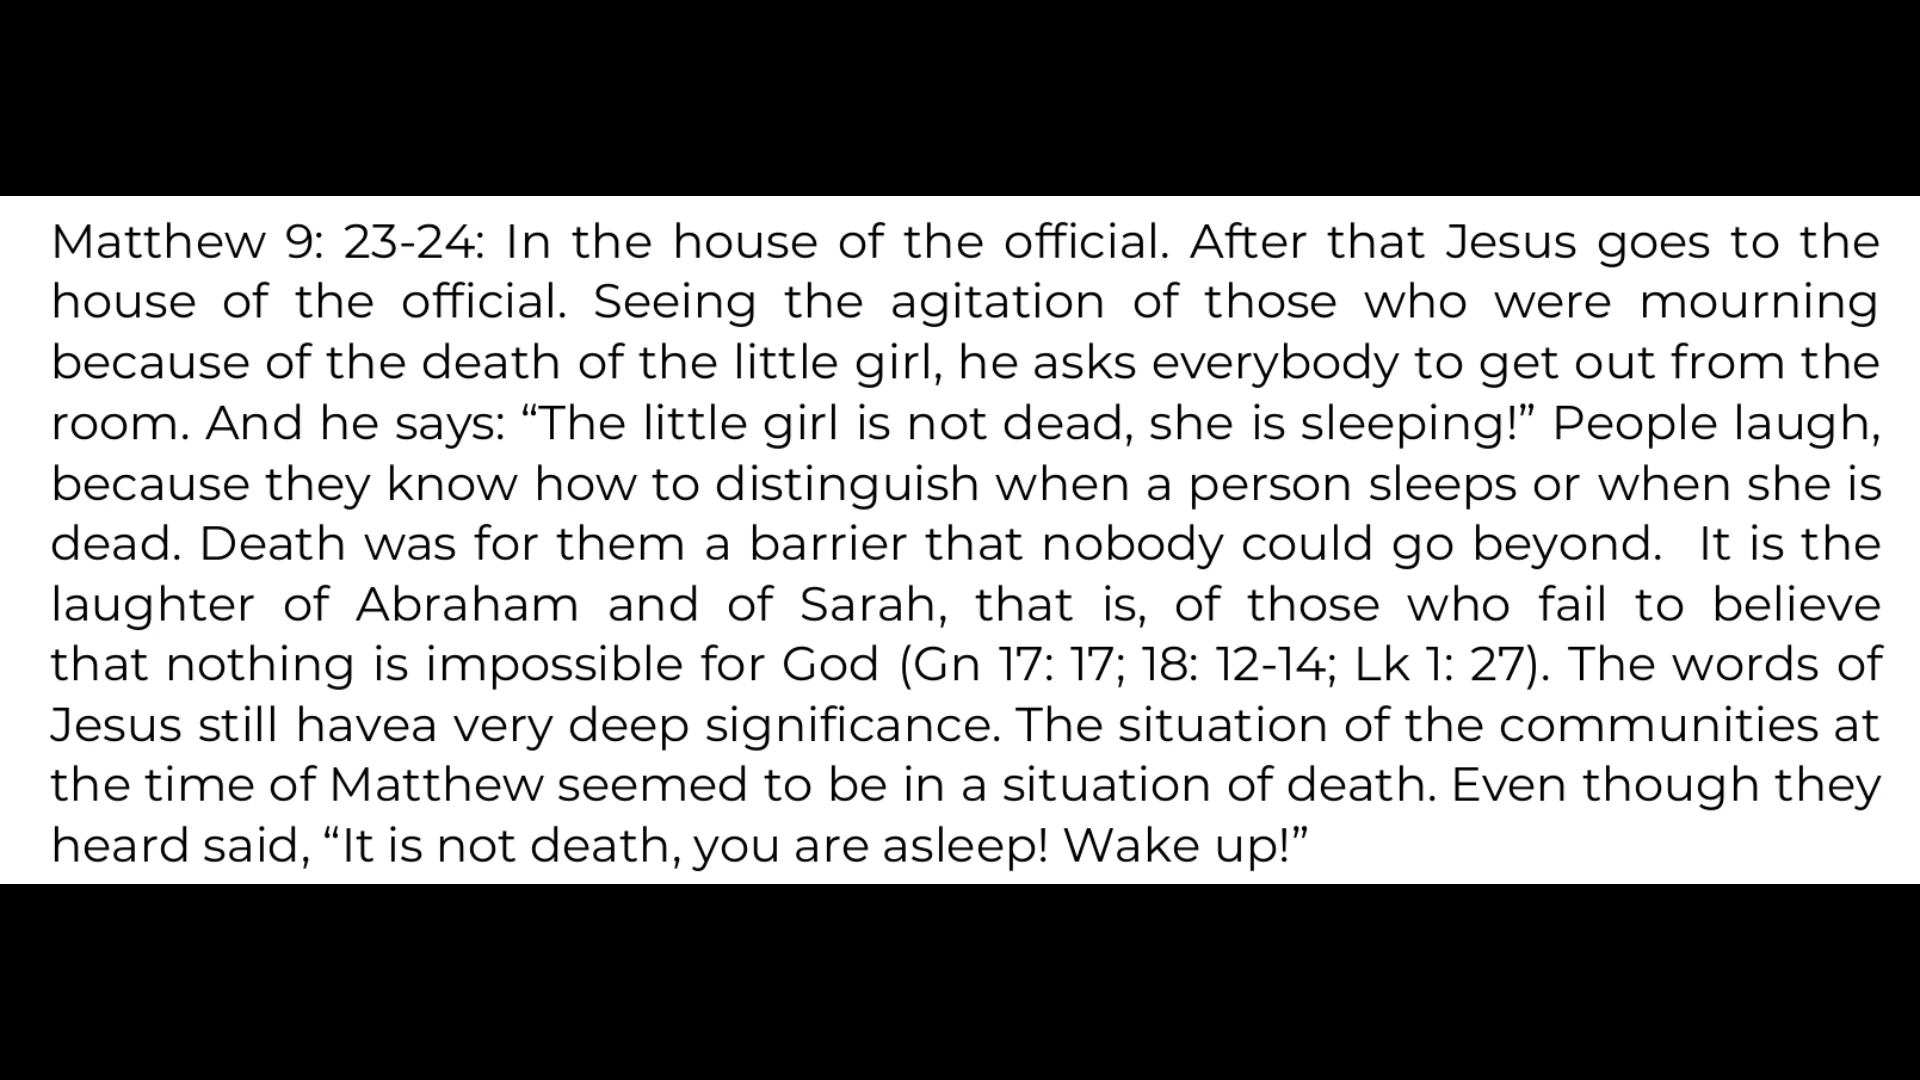 Matthew 9: 23-24: In the house of the official. After that Jesus goes to the
house of the official. Seeing the agitation of those who were mourning
because of the death of the little girl, he asks everybody to get out from the
room. And he says: “The little girl is not dead, she is sleeping!” People laugh,
because they know how to distinguish when a person sleeps or when she is
dead. Death was for them a barrier that nobody could go beyond.  It is the
laughter of Abraham and of Sarah, that is, of those who fail to believe
that nothing is impossible for God (Gn 17: 17; 18: 12-14; Lk 1: 27). The words of
Jesus still havea very deep significance. The situation of the communities at
the time of Matthew seemed to be in a situation of death. Even though they
heard said, “It is not death, you are asleep! Wake up!”